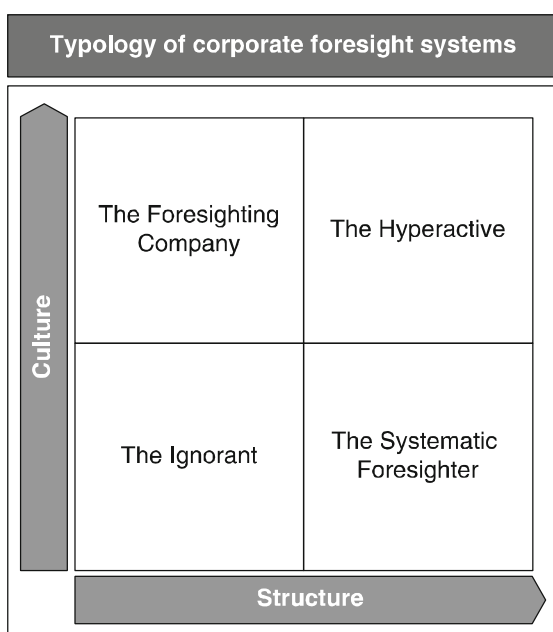 Typology of corporate foresight systems
Culture
The Foresighting
Company
The Hyperactive
The Ignorant
The Systematic
Foresighter
Structure